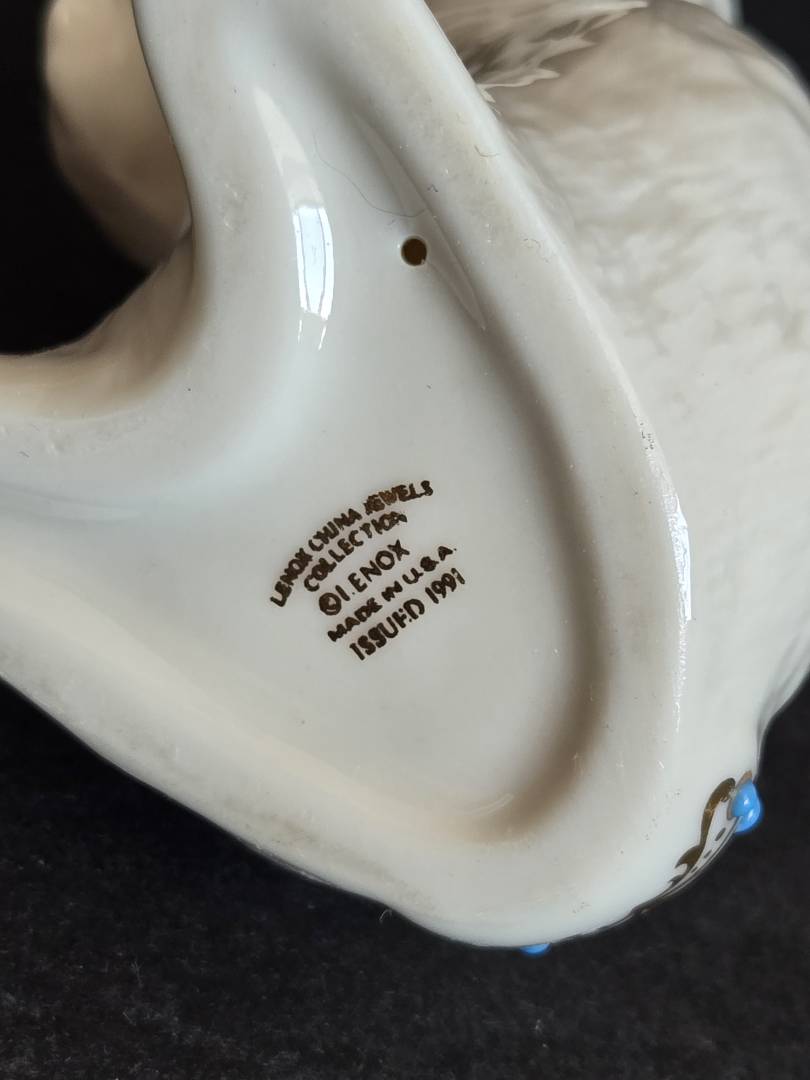 LENOX CHINA JEWELS
COLLECTION
© LENOX
MADE IN U.S.A.
ISSUED 1991